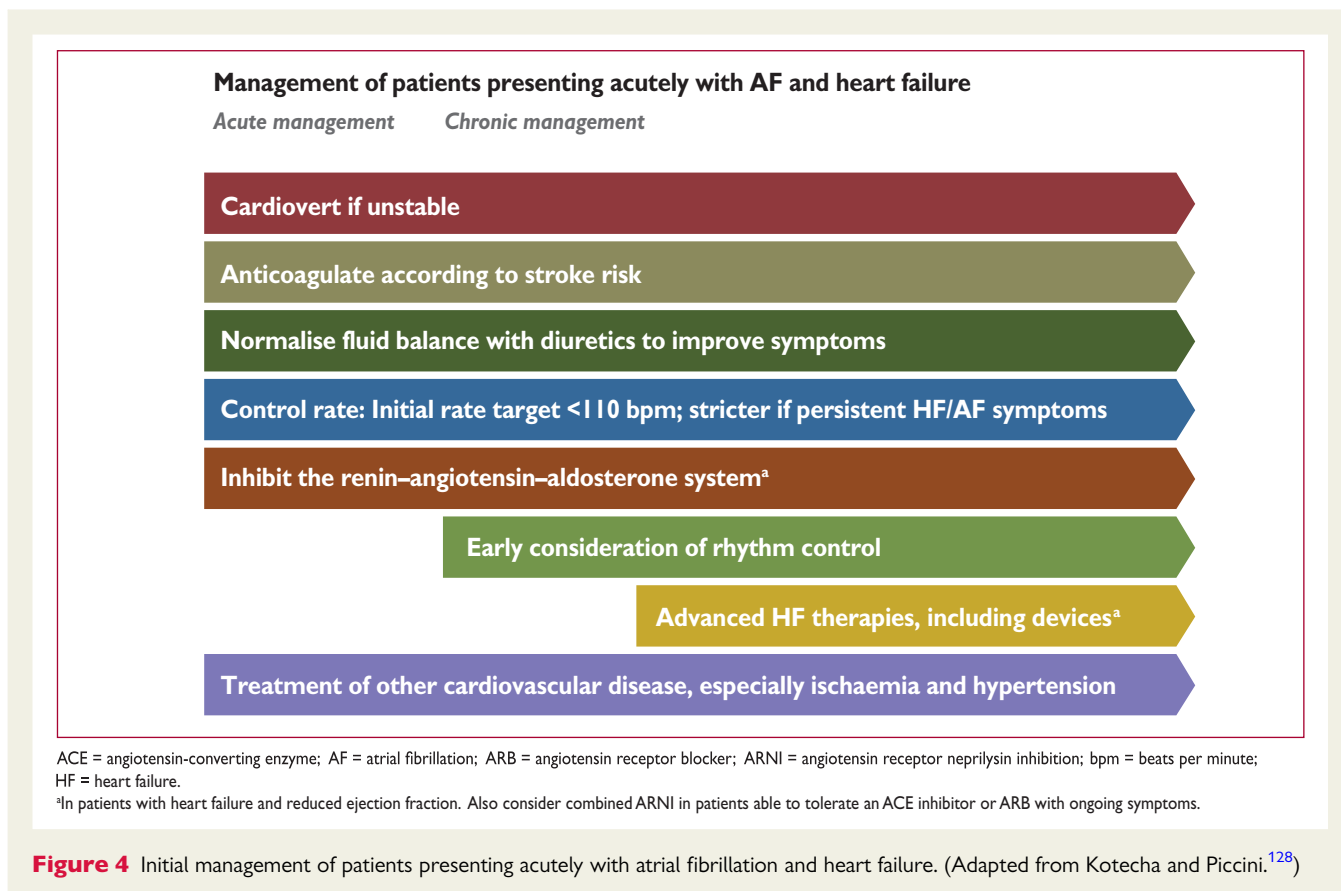 Management of patients presenting acutely with AF and heart failure
Acute management Chronic management
Cardiovert if unstable
Anticoagulate according to stroke risk
Normalise fluid balance with diuretics to improve symptoms
Control rate: Initial rate target <110 bpm; stricter if persistent HF/AF symptoms
Inhibit the renin–angiotensin–aldosterone systemᵃ
Early consideration of rhythm control
Advanced HF therapies, including devicesᵃ
Treatment of other cardiovascular disease, especially ischaemia and hypertension
ACE = angiotensin-converting enzyme; AF = atrial fibrillation; ARB = angiotensin receptor blocker; ARNI = angiotensin receptor neprilysin inhibition; bpm = beats per minute;
HF = heart failure.
ᵃIn patients with heart failure and reduced ejection fraction. Also consider combined ARNI in patients able to tolerate an ACE inhibitor or ARB with ongoing symptoms.
Figure 4 Initial management of patients presenting acutely with atrial fibrillation and heart failure. (Adapted from Kotecha and Piccini.¹²⁸)